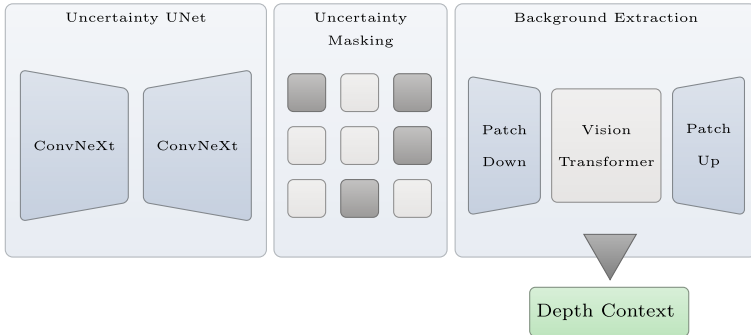 Uncertainty UNet
Uncertainty
Masking
Background Extraction
ConvNeXt
ConvNeXt
Patch
Down
Vision
Transformer
Patch
Up
Depth Context